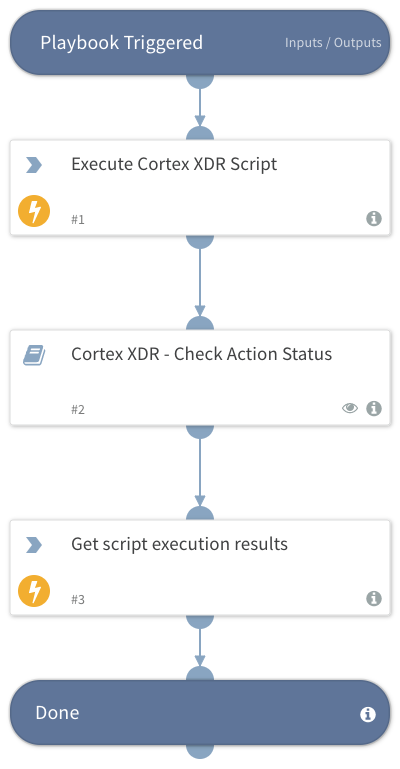 Playbook Triggered
Inputs / Outputs
Execute Cortex XDR Script
#1
Cortex XDR - Check Action Status
#2
Get script execution results
#3
Done